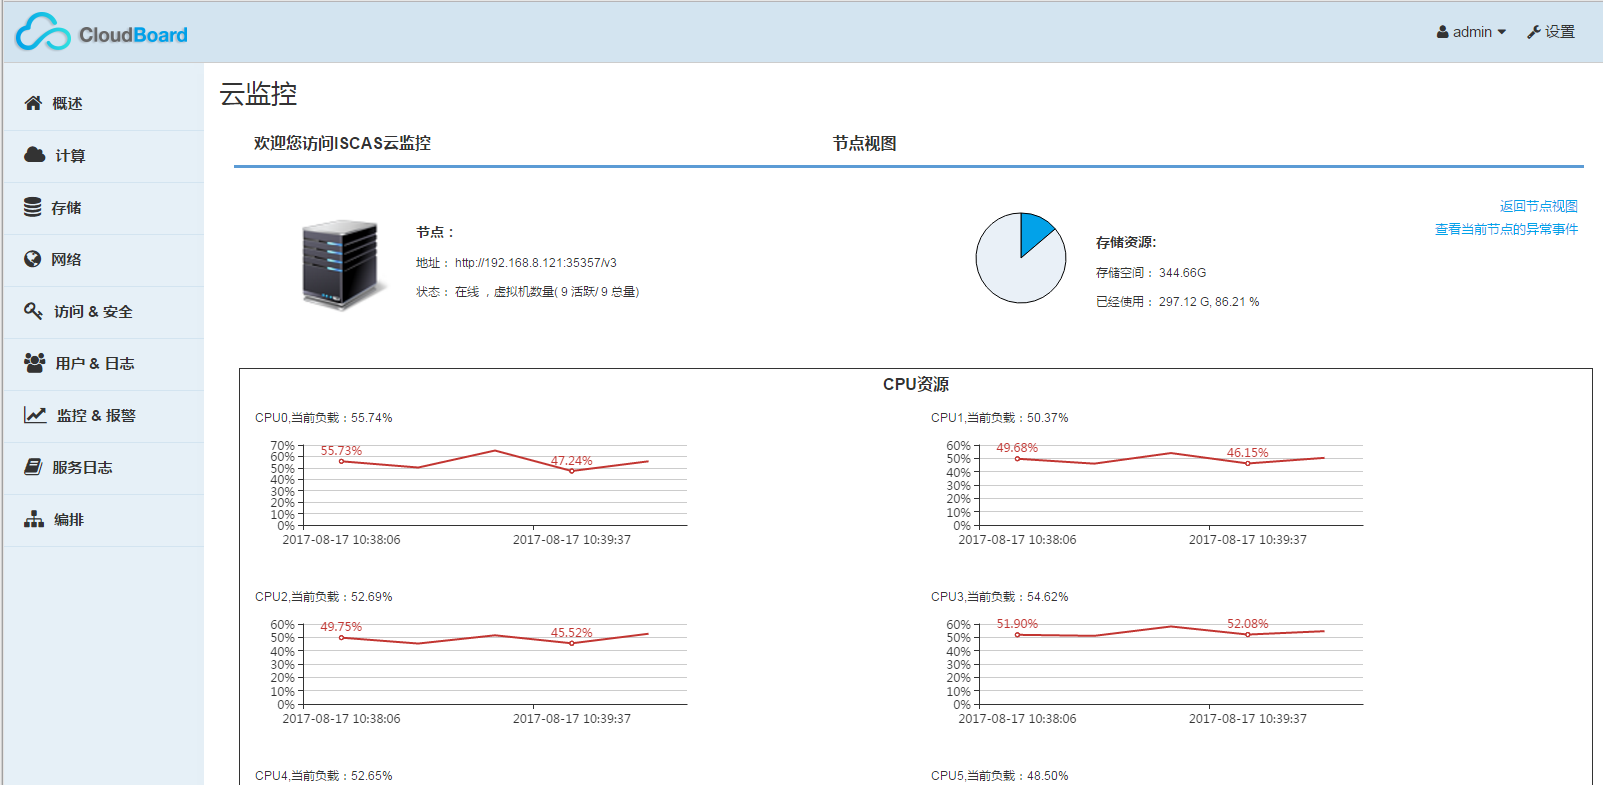 CloudBoard
admin
设置
概述
计算
存储
网络
访问 & 安全
用户 & 日志
监控 & 报警
服务日志
编排
云监控
欢迎您访问ISCAS云监控
节点视图
返回节点视图
查看当前节点的异常事件
节点：
地址： http://192.168.8.121:35357/v3
状态： 在线 ，虚拟机数量( 9 活跃/ 9 总量)
存储资源:
存储空间： 344.66G
已经使用： 297.12 G, 86.21 %
CPU资源
CPU0,当前负载：55.74%
70%
60%
50%
40%
30%
20%
10%
0%
55.73%
47.24%
2017-08-17 10:38:06
2017-08-17 10:39:37
CPU1,当前负载：50.37%
60%
50%
40%
30%
20%
10%
0%
49.68%
46.15%
2017-08-17 10:38:06
2017-08-17 10:39:37
CPU2,当前负载：52.69%
60%
50%
40%
30%
20%
10%
0%
49.75%
45.52%
2017-08-17 10:38:06
2017-08-17 10:39:37
CPU3,当前负载：54.62%
60%
50%
40%
30%
20%
10%
0%
51.90%
52.08%
2017-08-17 10:38:06
2017-08-17 10:39:37
CPU4,当前负载：52.65%
CPU5,当前负载：48.50%